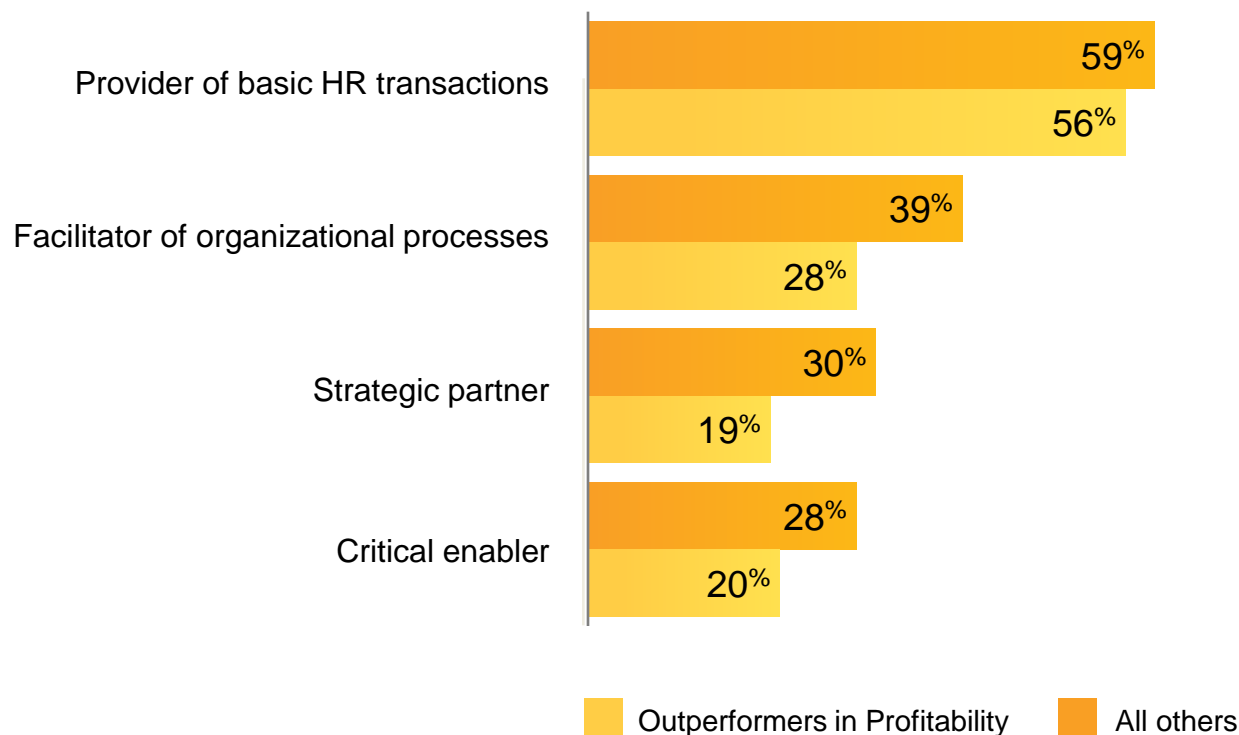 59%
Provider of basic HR transactions
56%
39%
Facilitator of organizational processes
28%
30%
Strategic partner
19%
28%
Critical enabler
20%
Outperformers in Profitability
All others